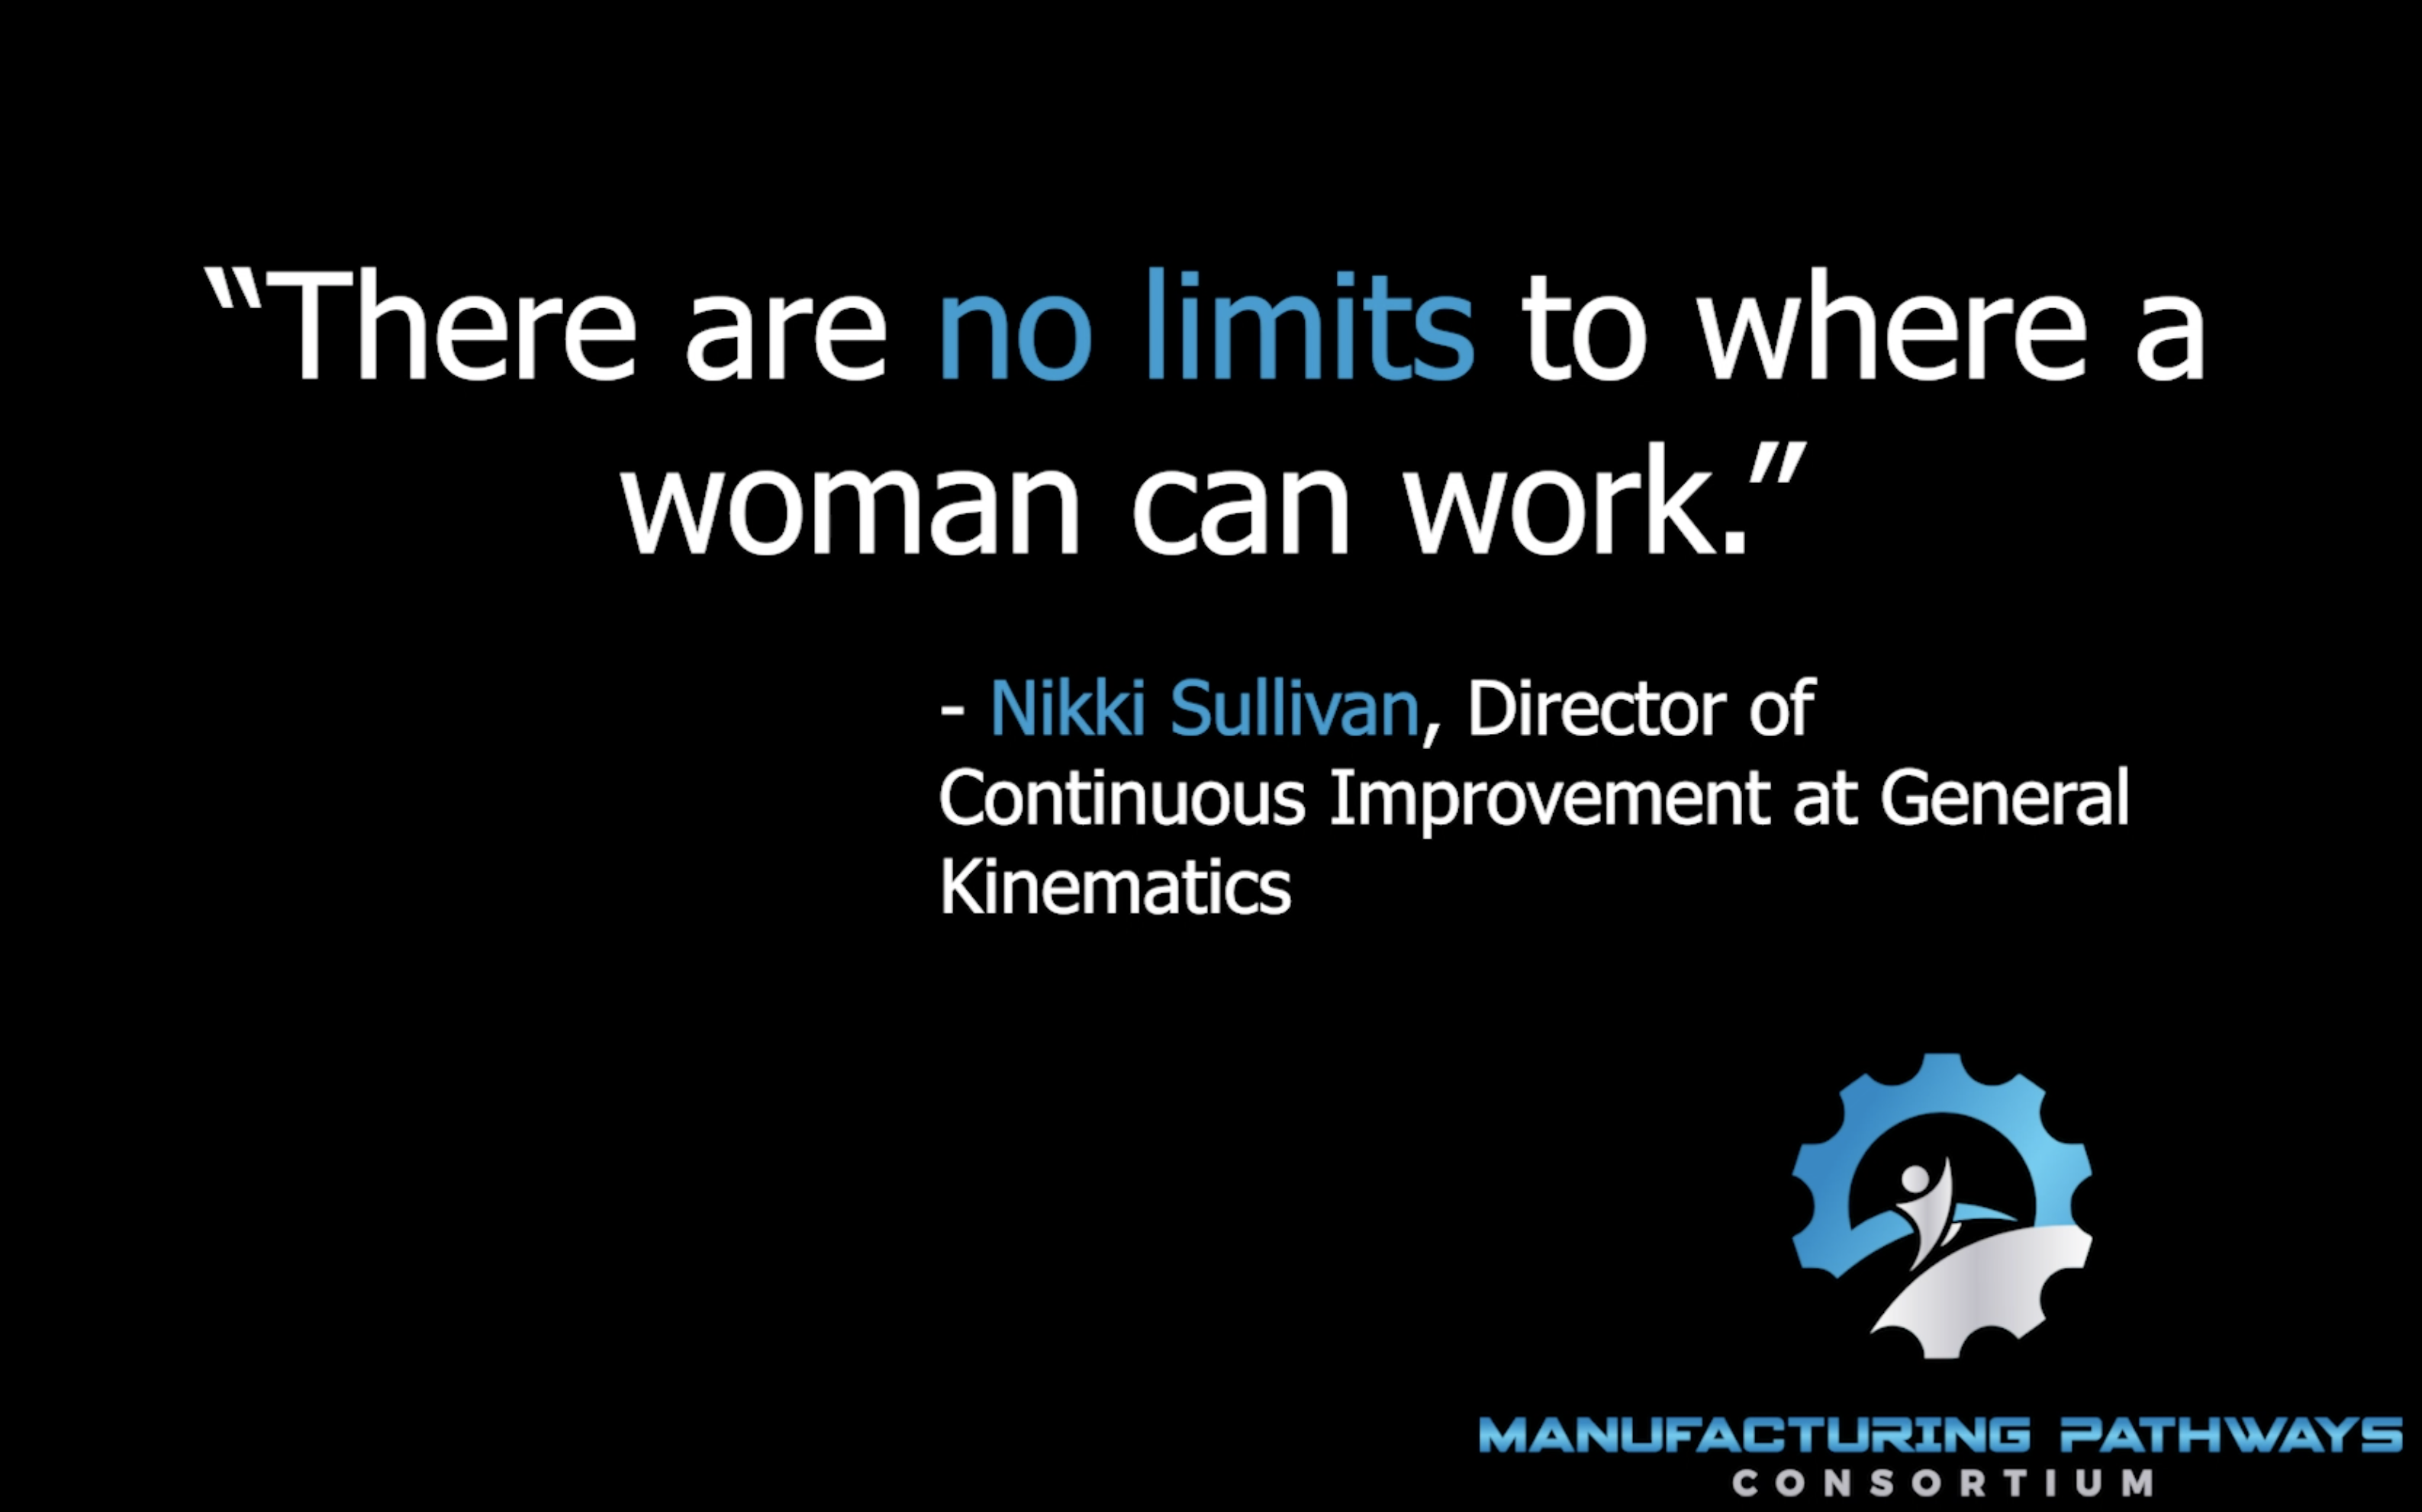 “There are no limits to where a
woman can work.”
- Nikki Sullivan, Director of
Continuous Improvement at General
Kinematics
MANUFACTURING PATHWAYS
CONSORTIUM